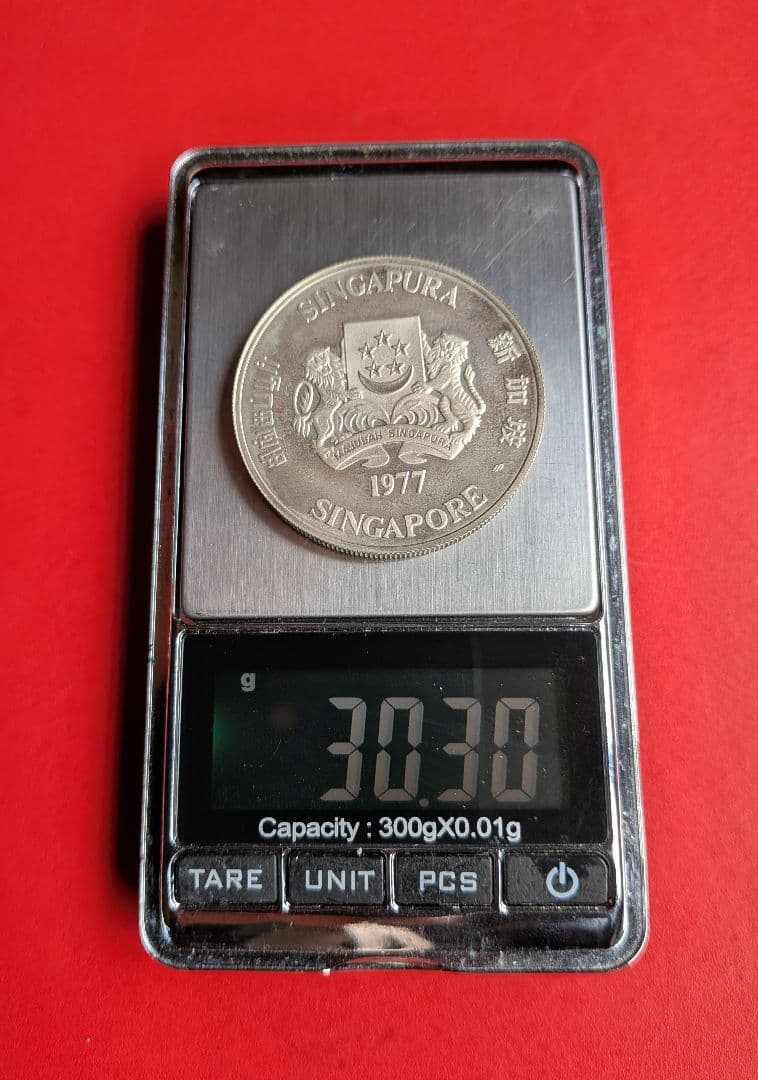 SINGAPURA
新加坡
MAJULAH SINGAPURA
1977
SINGAPORE
g
30.30
Capacity : 300gX0.01g
TARE
UNIT
PCS